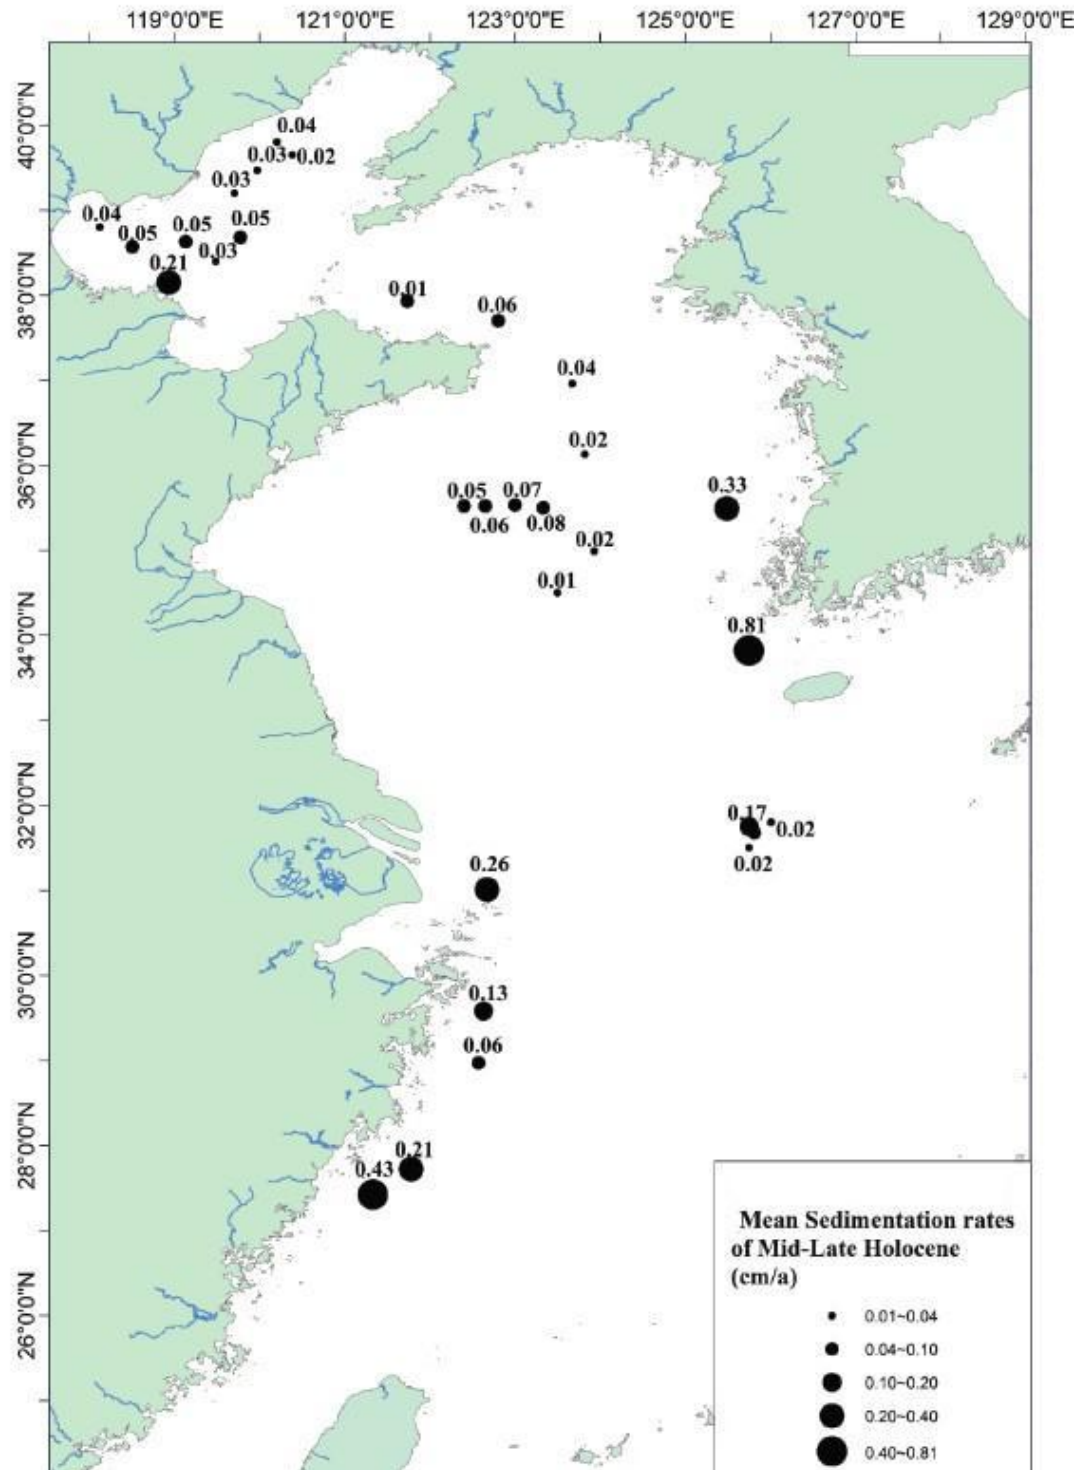 119°0'0"E 121°0'0"E 123°0'0"E 125°0'0"E 127°0'0"E 129°0'0"E
40°0'0"N
38°0'0"N
36°0'0"N
34°0'0"N
32°0'0"N
30°0'0"N
28°0'0"N
26°0'0"N
0.04
0.03 0.02
0.03
0.04
0.05 0.05 0.05
0.03
0.21
0.01
0.06
0.04
0.02
0.05 0.07
0.06 0.08
0.33
0.02
0.01
0.81
0.17
0.02
0.02
0.26
0.13
0.06
0.21
0.43
Mean Sedimentation rates
of Mid-Late Holocene
(cm/a)
0.01~0.04
0.04~0.10
0.10~0.20
0.20~0.40
0.40~0.81